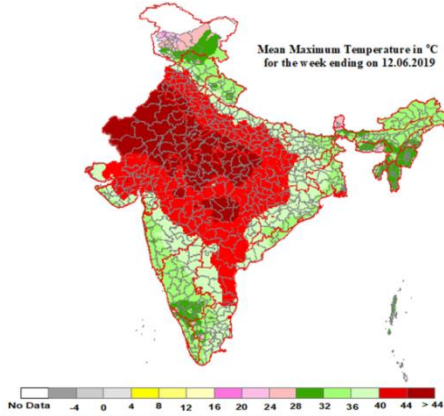 Mean Maximum Temperature in °C
for the week ending on 12.06.2019
No Data -4 0 4 8 12 16 20 24 28 32 36 40 44 > 44